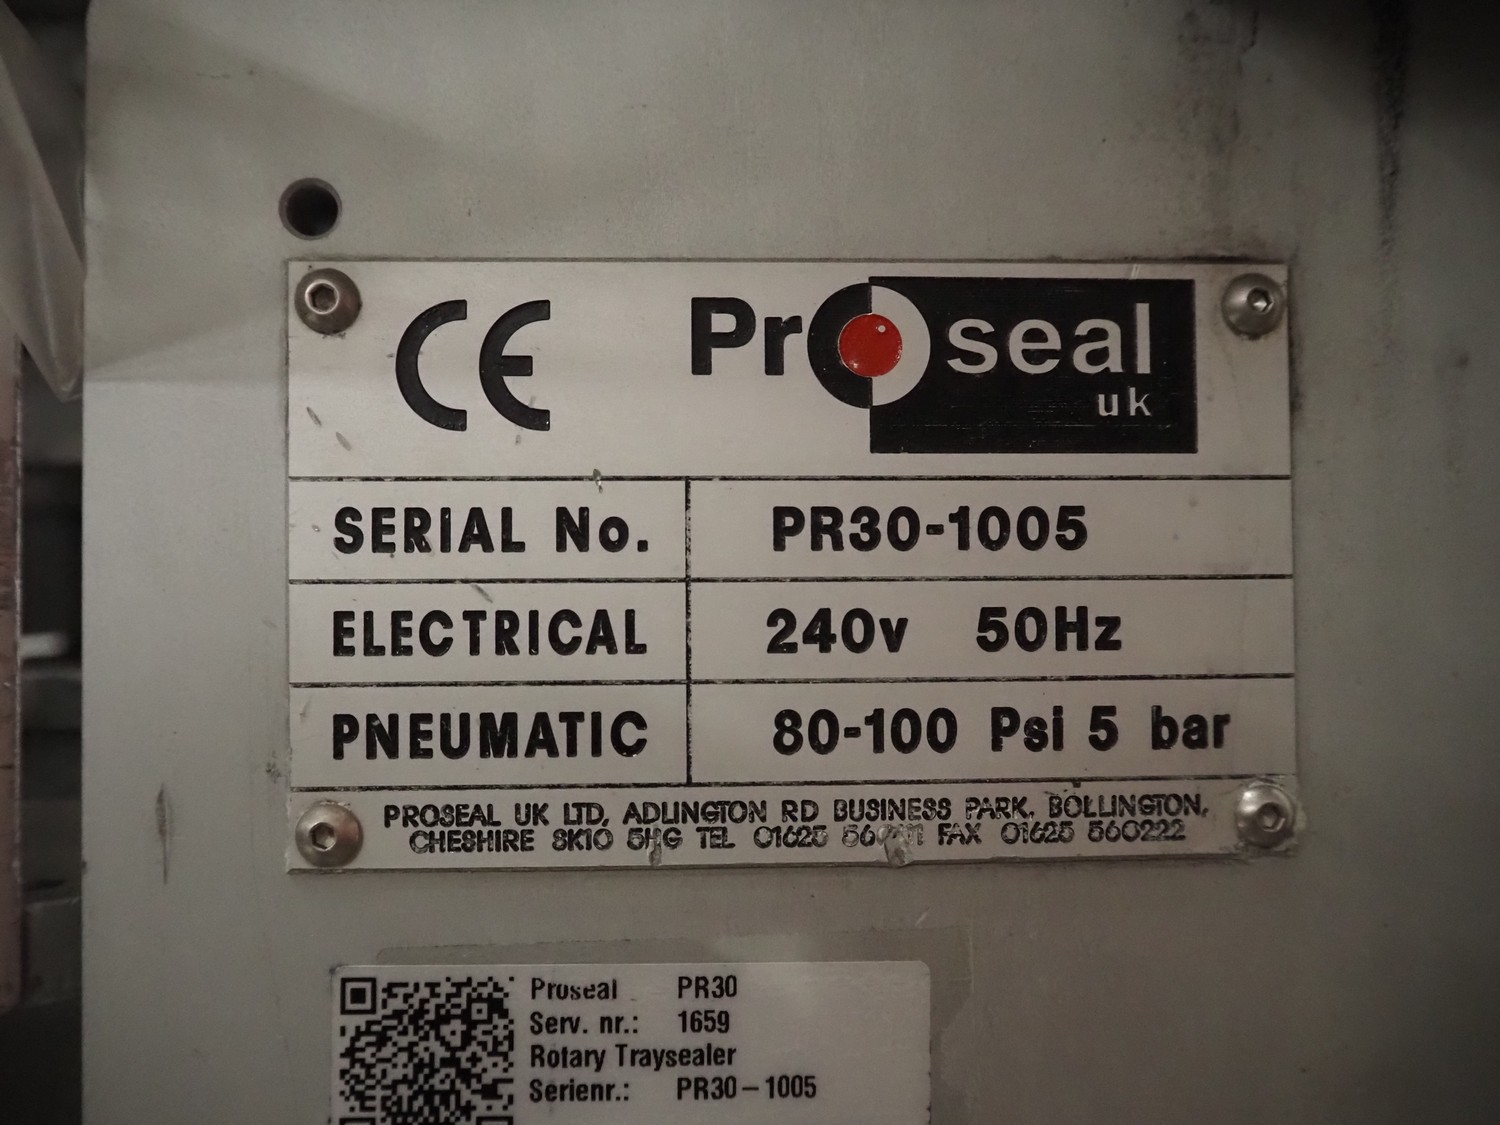 CE Proseal
uk
SERIAL No. PR30-1005
ELECTRICAL 240v 50Hz
PNEUMATIC 80-100 Psi 5 bar
PROSEAL UK LTD, ADLINGTON RD BUSINESS PARK, BOLLINGTON,
CHESHIRE SK10 5HG TEL 01625 FAX 01625 560222
Proseal PR30
Serv. nr.: 1659
Rotary Traysealer
Serienr.: PR30-1005